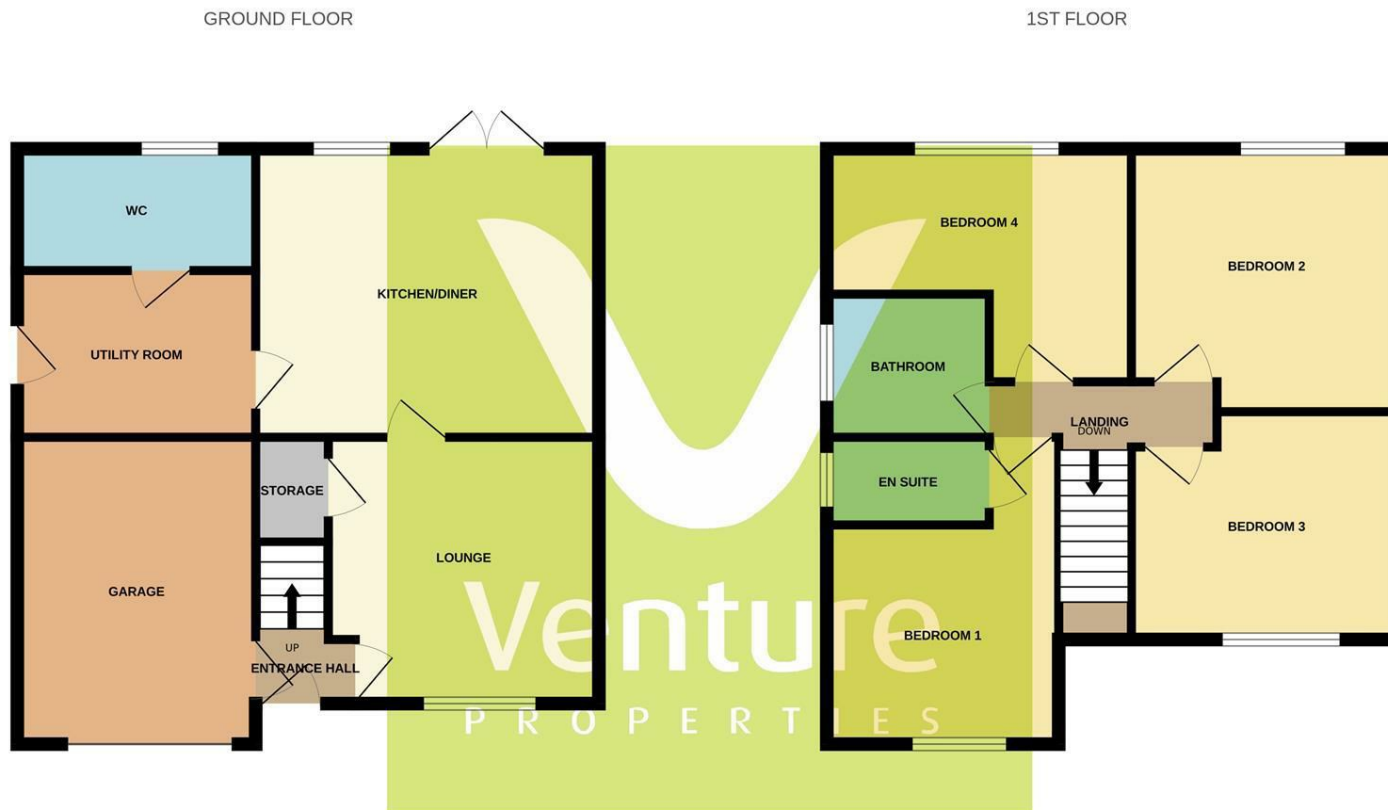 GROUND FLOOR
1ST FLOOR
WC
UTILITY ROOM
KITCHEN/DINER
STORAGE
LOUNGE
GARAGE
UP
ENTRANCE HALL
BEDROOM 4
BEDROOM 2
BATHROOM
LANDING
DOWN
EN SUITE
BEDROOM 3
BEDROOM 1
Venture
PROPERTIES